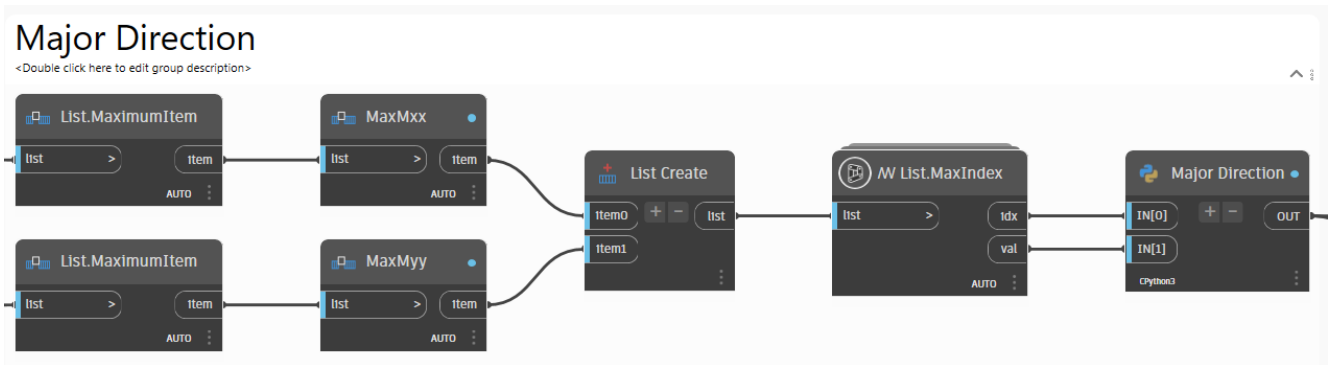 Major Direction
<Double click here to edit group description>
List.MaximumItem
list > item
AUTO
MaxMxx
list > item
AUTO
List.MaximumItem
list > item
AUTO
MaxMyy
list > item
AUTO
List Create
item0 + - list
item1
List.MaxIndex
list > idx
val
AUTO
Major Direction
IN[0] + - OUT
IN[1]
CPython3